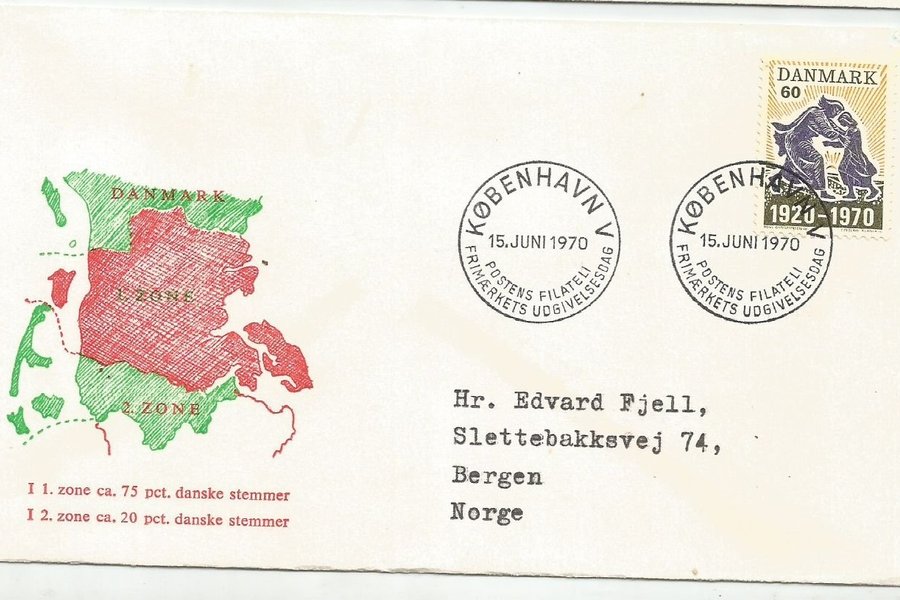 DANMARK
60
1920-1970
KØBENHAVN V
15.JUNI 1970
POSTENS FILATELI
FRIMÆRKETS UDGIVELSESDAG
KØBENHAVN V
15.JUNI 1970
POSTENS FILATELI
FRIMÆRKETS UDGIVELSESDAG
DANMARK
1. ZONE
2. ZONE
I 1. zone ca. 75 pct. danske stemmer
I 2. zone ca. 20 pct. danske stemmer
Hr. Edvard Fjell,
Slettebakksvej 74,
Bergen
Norge